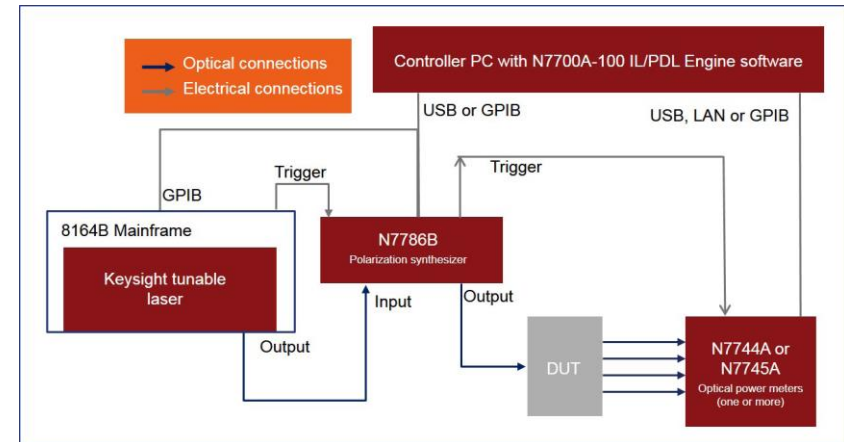 Optical connections
Electrical connections
Controller PC with N7700A-100 IL/PDL Engine software
USB or GPIB
USB, LAN or GPIB
Trigger
Trigger
GPIB
8164B Mainframe
Keysight tunable
laser
N7786B
Polarization synthesizer
Input
Output
Output
DUT
N7744A or
N7745A
Optical power meters
(one or more)